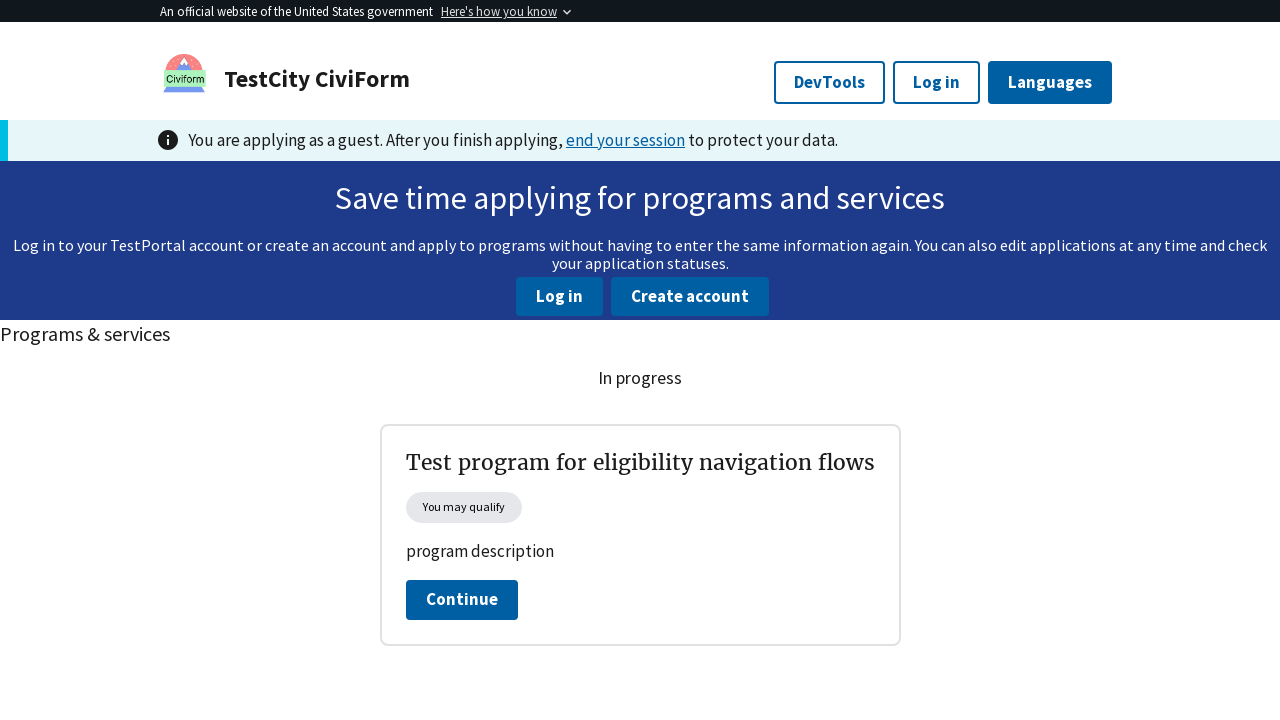 An official website of the United States government Here's how you know
Civiform
TestCity CiviForm
DevTools
Log in
Languages
You are applying as a guest. After you finish applying, end your session to protect your data.
Save time applying for programs and services
Log in to your TestPortal account or create an account and apply to programs without having to enter the same information again. You can also edit applications at any time and check
your application statuses.
Log in
Create account
Programs & services
In progress
Test program for eligibility navigation flows
You may qualify
program description
Continue